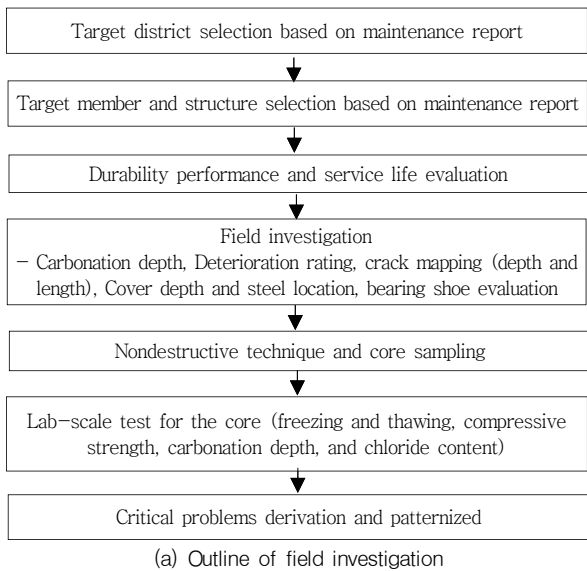 Target district selection based on maintenance report
Target member and structure selection based on maintenance report
Durability performance and service life evaluation
Field investigation
- Carbonation depth, Deterioration rating, crack mapping (depth and
length), Cover depth and steel location, bearing shoe evaluation
Nondestructive technique and core sampling
Lab-scale test for the core (freezing and thawing, compressive
strength, carbonation depth, and chloride content)
Critical problems derivation and patternized
(a) Outline of field investigation